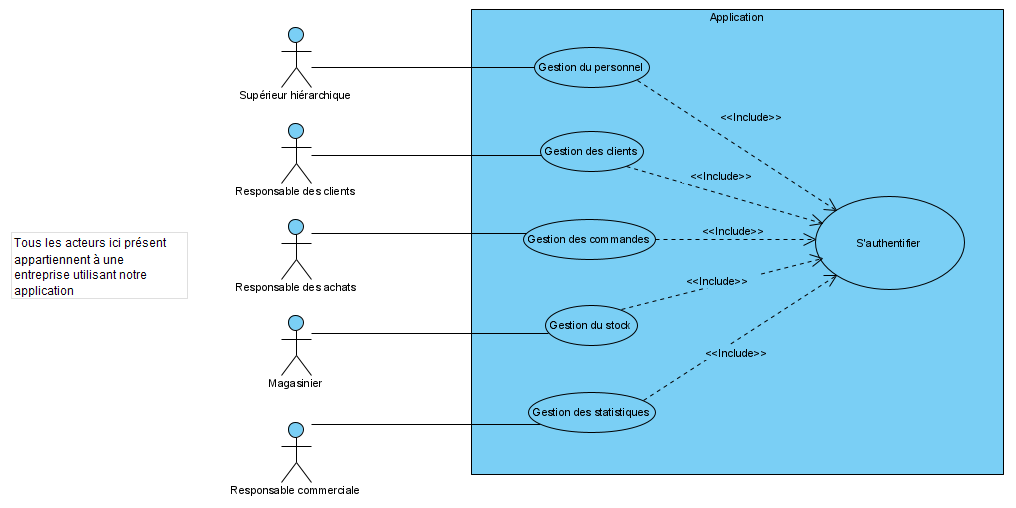 Application
Gestion du personnel
Supérieur hiérarchique
<<Include>>
Gestion des clients
<<Include>>
Responsable des clients
Tous les acteurs ici présent
appartiennent à une
entreprise utilisant notre
application
Gestion des commandes
<<Include>>
S'authentifier
Responsable des achats
<<Include>>
Gestion du stock
Magasinier
<<Include>>
Gestion des statistiques
Responsable commerciale